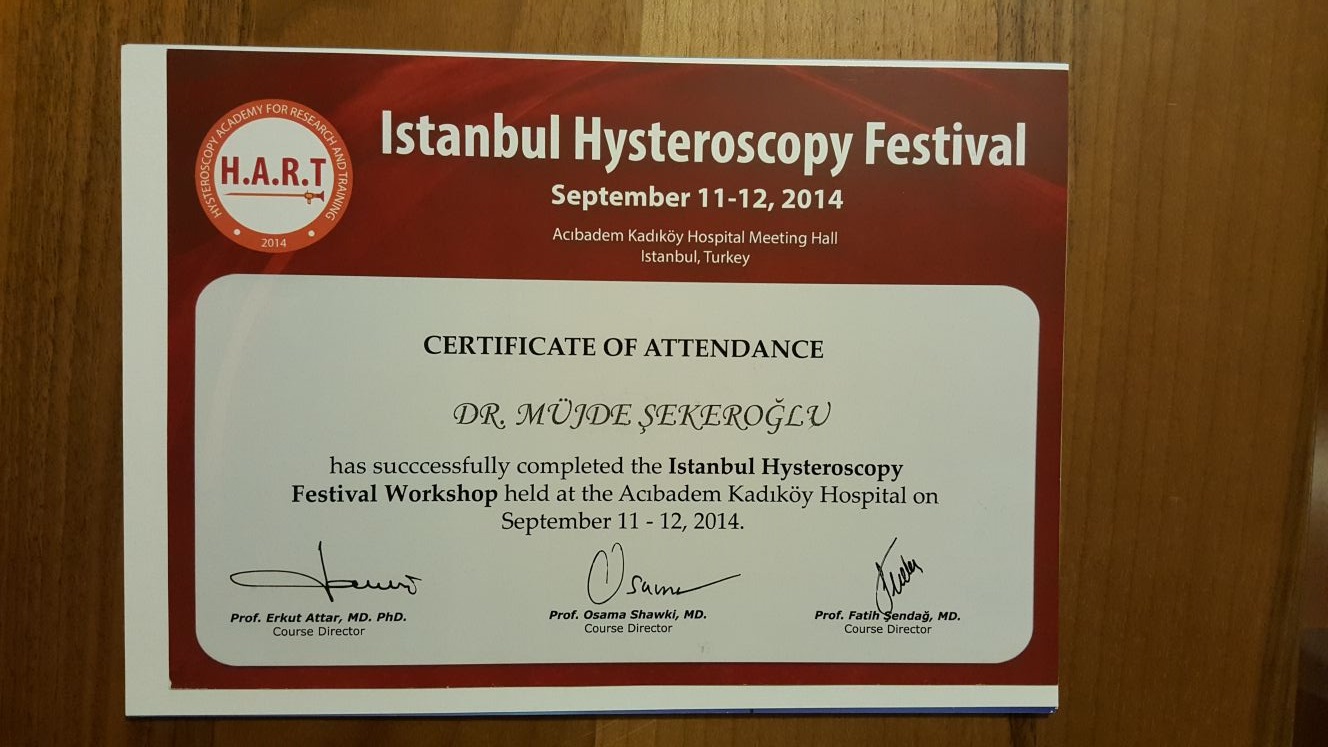 HYSTEROSCOPY ACADEMY FOR RESEARCH AND TRAINING
H.A.R.T
2014
Istanbul Hysteroscopy Festival
September 11-12, 2014
Acıbadem Kadıköy Hospital Meeting Hall
Istanbul, Turkey
CERTIFICATE OF ATTENDANCE
DR. MÜJDE ŞEKEROĞLU
has succcessfully completed the Istanbul Hysteroscopy
Festival Workshop held at the Acıbadem Kadıköy Hospital on
September 11 - 12, 2014.
Osama
Prof. Erkut Attar, MD. PhD.
Course Director
Prof. Osama Shawki, MD.
Course Director
Prof. Fatih Şendağ, MD.
Course Director